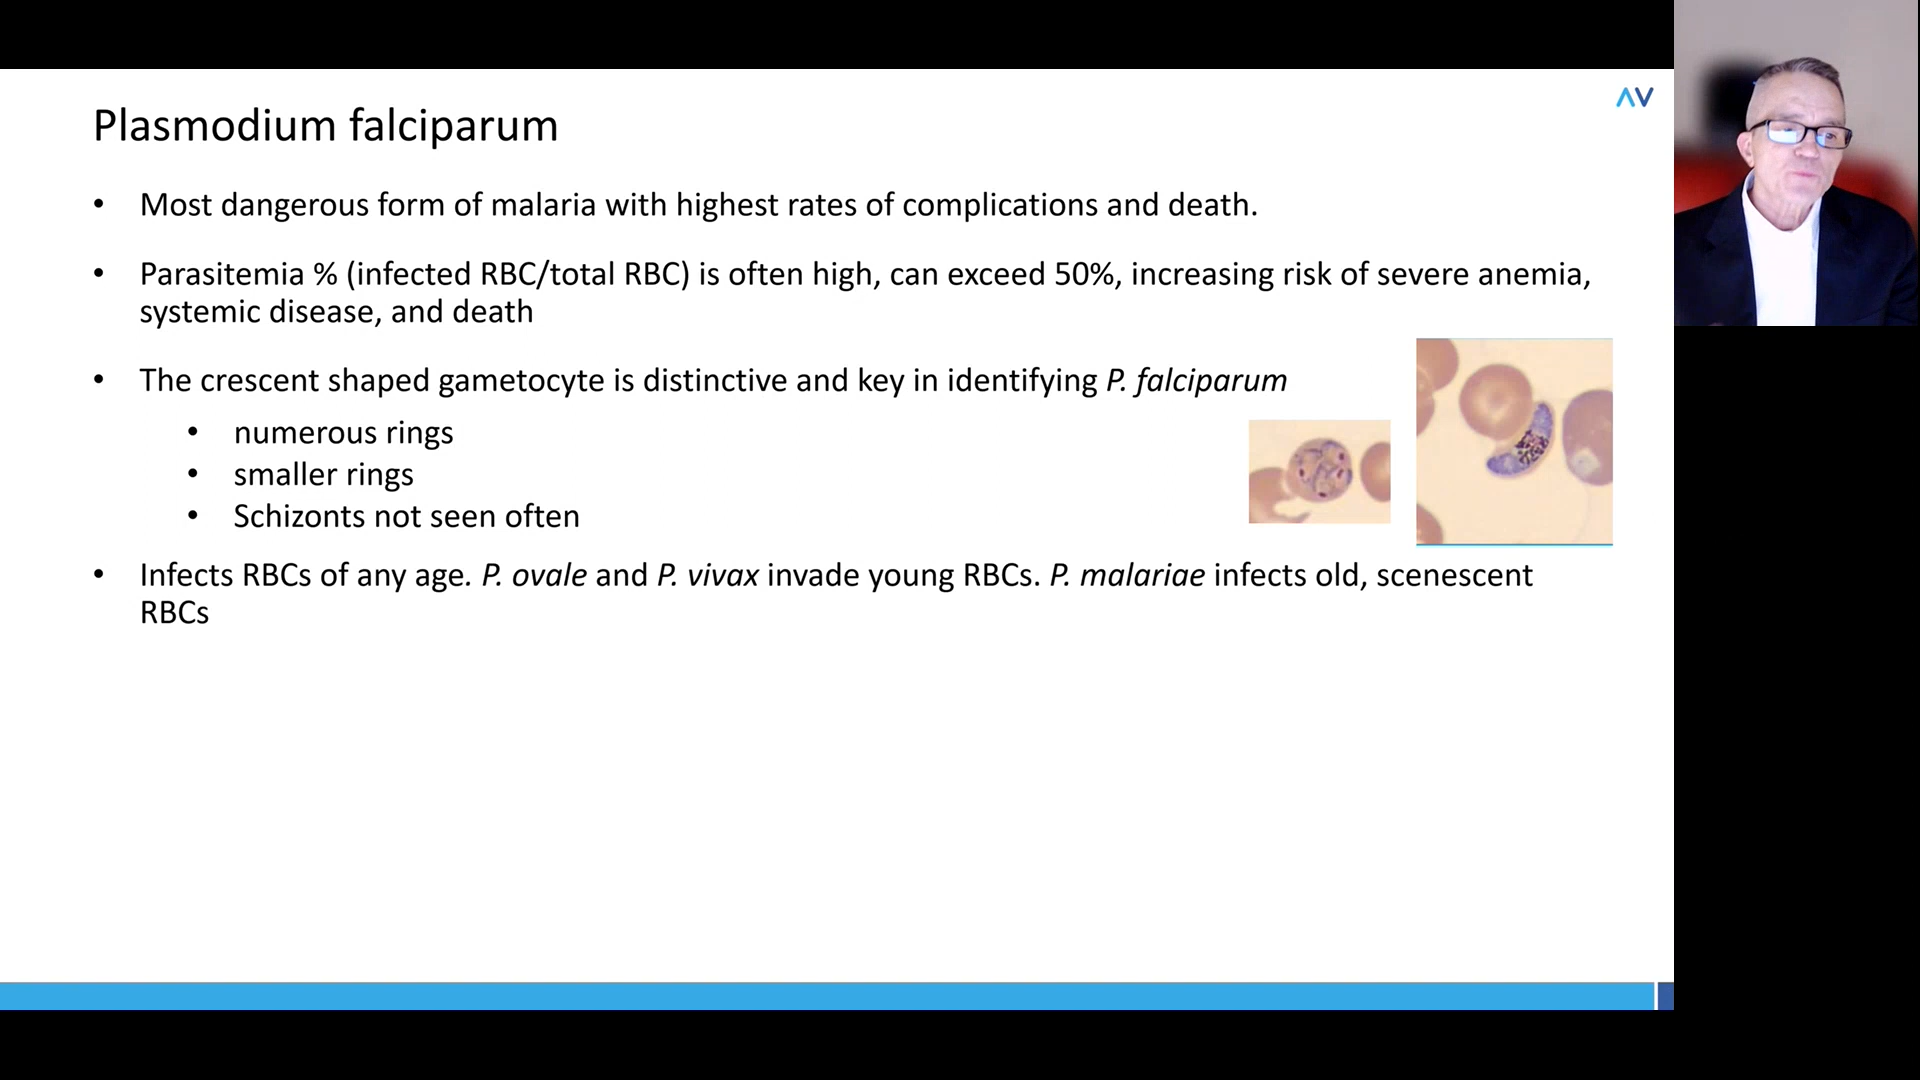 Plasmodium falciparum
• Most dangerous form of malaria with highest rates of complications and death.
• Parasitemia % (infected RBC/total RBC) is often high, can exceed 50%, increasing risk of severe anemia,
systemic disease, and death
• The crescent shaped gametocyte is distinctive and key in identifying P. falciparum
• numerous rings
• smaller rings
• Schizonts not seen often
• Infects RBCs of any age. P. ovale and P. vivax invade young RBCs. P. malariae infects old, scenescent
RBCs